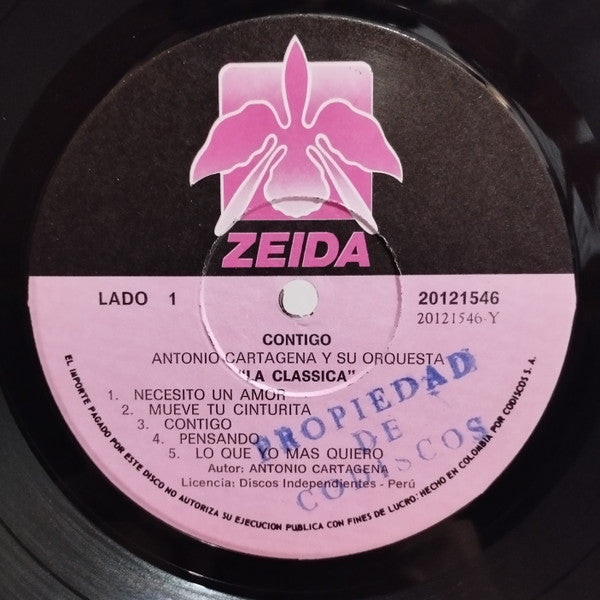 ZEIDA
LADO 1
20121546
20121546-Y
CONTIGO
ANTONIO CARTAGENA Y SU ORQUESTA
"LA CLASSICA"
1. NECESITO UN AMOR
2. MUEVE TU CINTURITA
3. CONTIGO
4. PENSANDO
5. LO QUE YO MAS QUIERO
Autor: ANTONIO CARTAGENA
Licencia: Discos Independientes - Perú
PROPIEDAD
DE
CODISCOS
EL IMPORTE PAGADO POR ESTE DISCO NO AUTORIZA SU EJECUCION PUBLICA CON FINES DE LUCRO: HECHO EN COLOMBIA POR CODISCOS S.A.